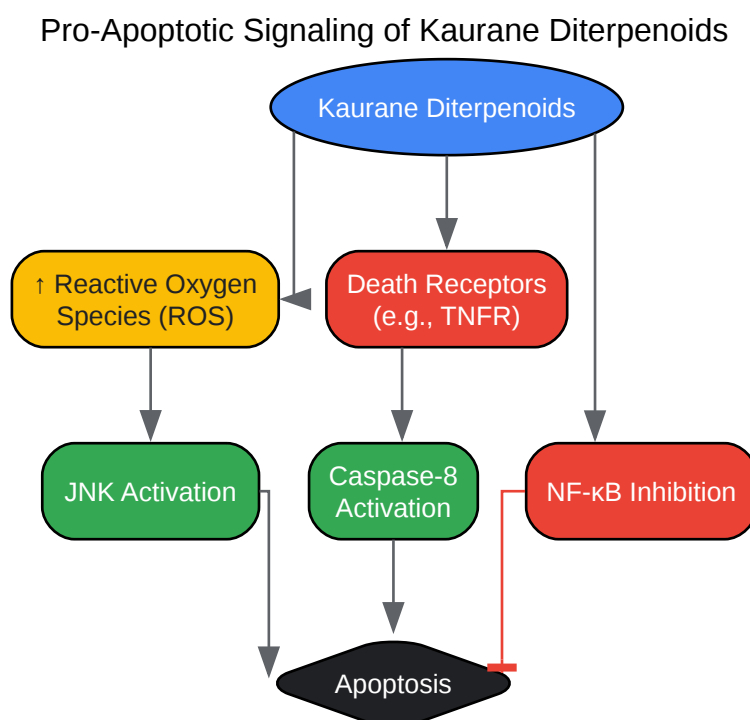 Pro-Apoptotic Signaling of Kaurane Diterpenoids
Kaurane Diterpenoids
↑ Reactive Oxygen
Species (ROS)
Death Receptors
(e.g., TNFR)
JNK Activation
Caspase-8
Activation
NF-κB Inhibition
Apoptosis